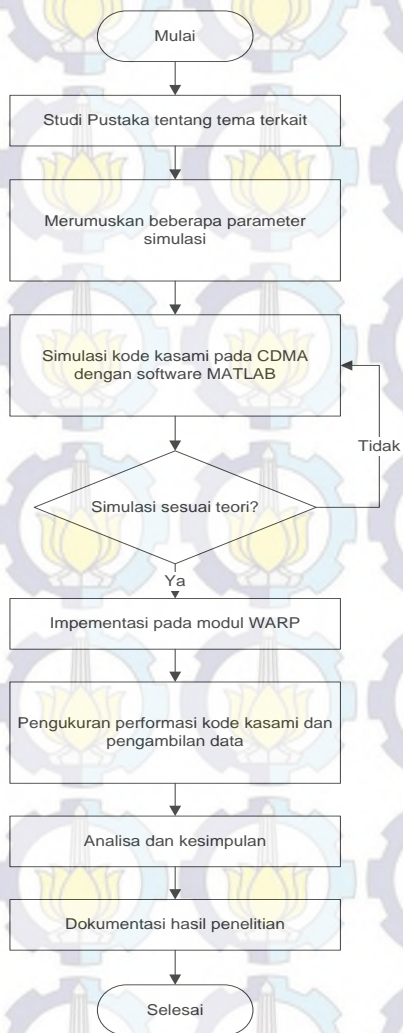 Mulai
Studi Pustaka tentang tema terkait
Merumuskan beberapa parameter
simulasi
Simulasi kode kasami pada CDMA
dengan software MATLAB
Tidak
Simulasi sesuai teori?
Ya
Impementasi pada modul WARP
Pengukuran performasi kode kasami dan
pengambilan data
Analisa dan kesimpulan
Dokumentasi hasil penelitian
Selesai